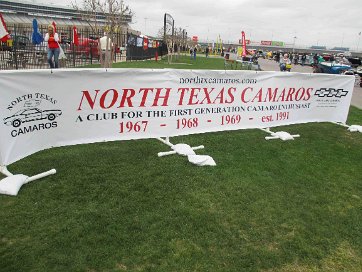 www.northtexascamaros.com
NORTH TEXAS CAMAROS
NORTH TEXAS CAMAROS
A CLUB FOR THE FIRST GENERATION CAMARO ENTHUSIAST
1967 - 1968 - 1969 - est. 1991